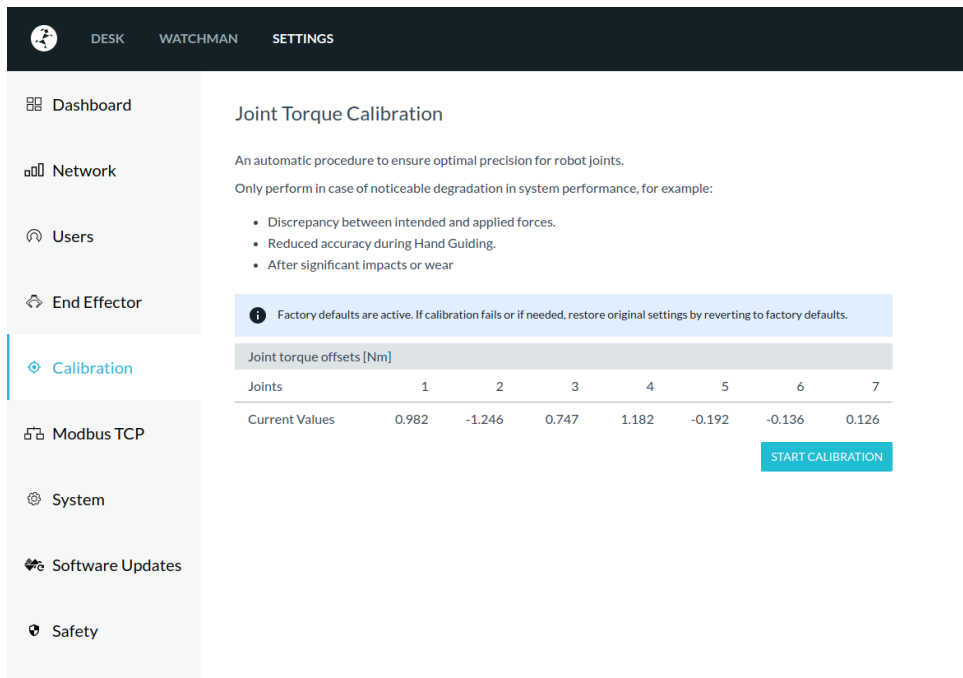 DESK WATCHMAN SETTINGS
Dashboard
Network
Users
End Effector
Calibration
Modbus TCP
System
Software Updates
Safety
Joint Torque Calibration
An automatic procedure to ensure optimal precision for robot joints.
Only perform in case of noticeable degradation in system performance, for example:
• Discrepancy between intended and applied forces.
• Reduced accuracy during Hand Guiding.
• After significant impacts or wear
Factory defaults are active. If calibration fails or if needed, restore original settings by reverting to factory defaults.
Joint torque offsets [Nm]
Joints 1 2 3 4 5 6 7
Current Values 0.982 -1.246 0.747 1.182 -0.192 -0.136 0.126
START CALIBRATION